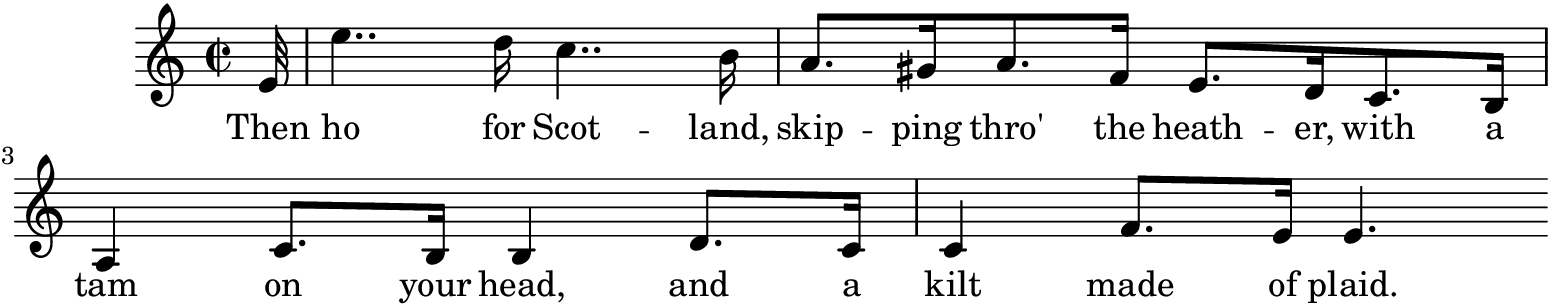 Then ho for Scot - land, skip - ping thro' the heath - er, with a
3
tam on your head, and a kilt made of plaid.